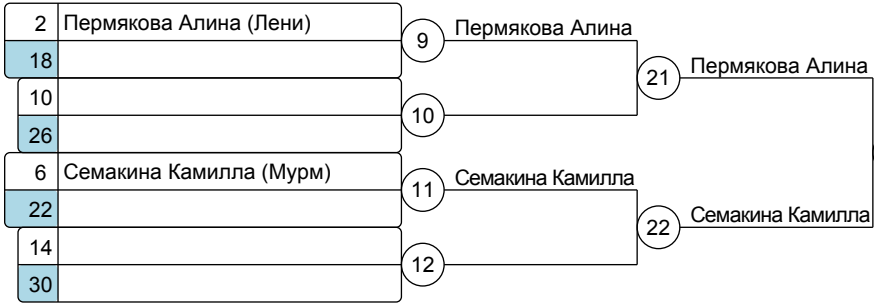 2 Пермякова Алина (Лени)
9 Пермякова Алина
18
21 Пермякова Алина
10
10
26
6 Семакина Камилла (Мурм)
11 Семакина Камилла
22
22 Семакина Камилла
14
12
30